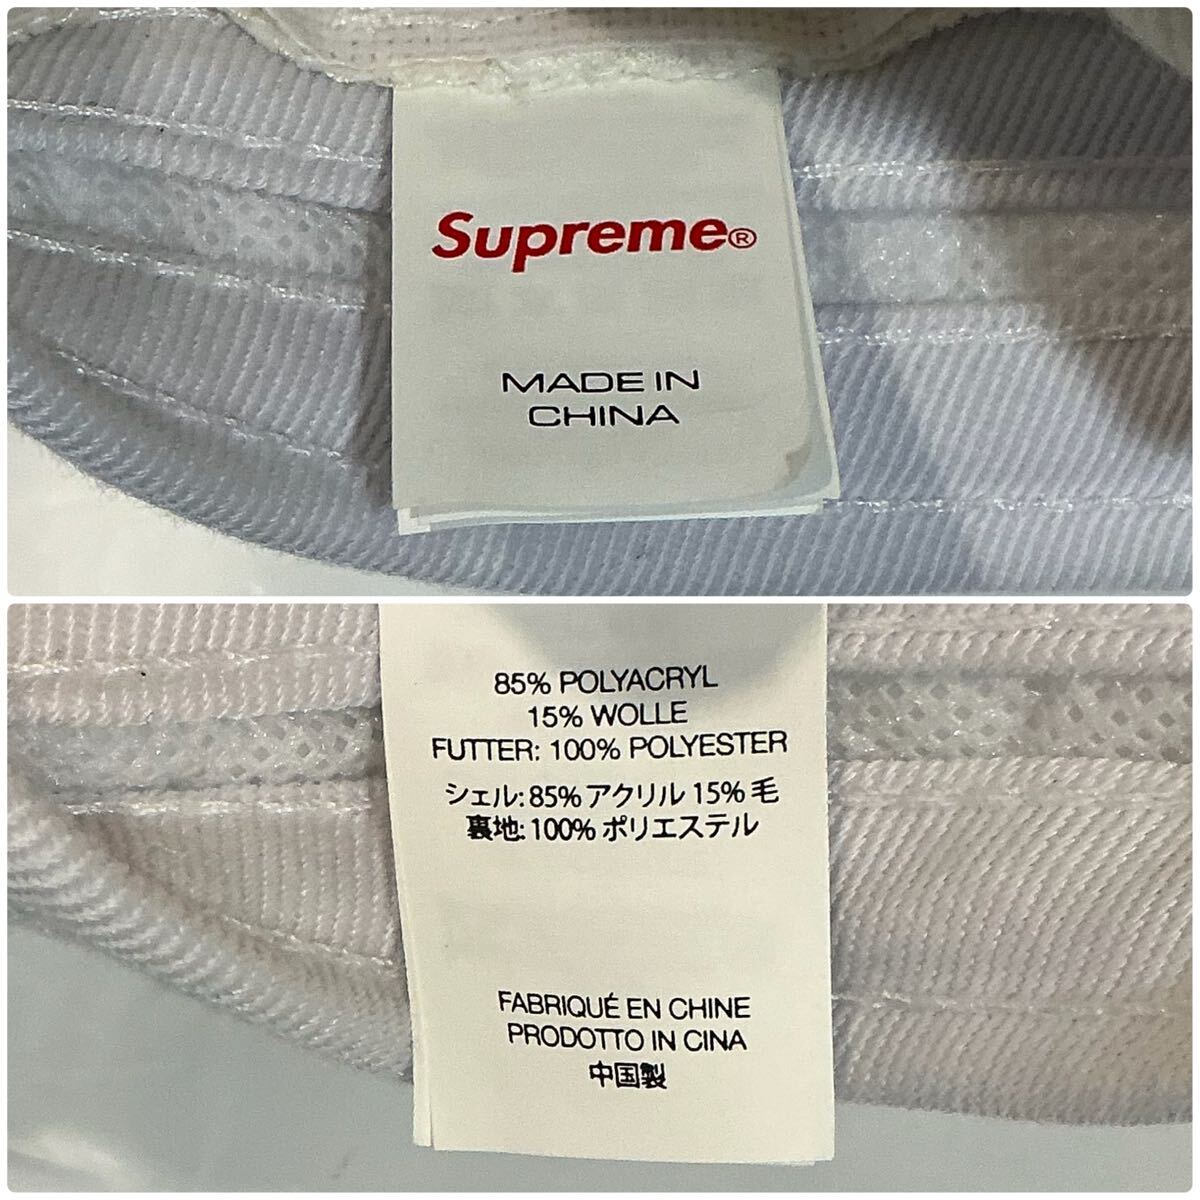 Supreme®
MADE IN
CHINA
85% POLYACRYL
15% WOLLE
FUTTER: 100% POLYESTER
シェル: 85% アクリル 15% 毛
裏地: 100% ポリエステル
FABRIQUÉ EN CHINE
PRODOTTO IN CINA
中国製